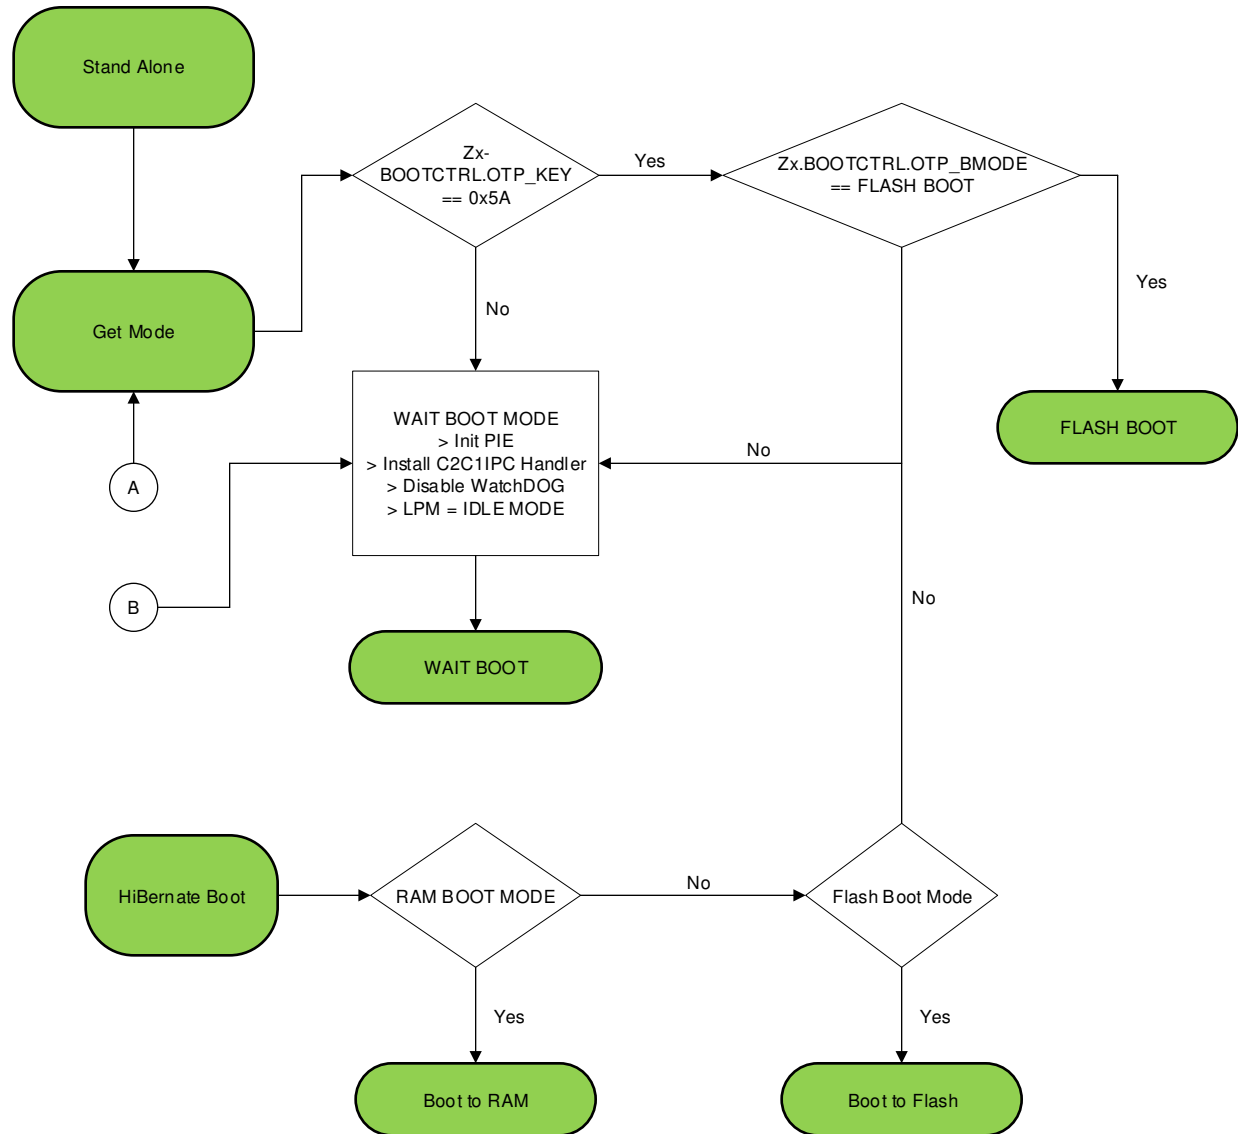 Stand Alone
Zx-
BOOTCTRL.OTP_KEY
== 0x5A
Yes
Zx.BOOTCTRL.OTP_BMODE
== FLASH BOOT
Yes
No
Get Mode
WAIT BOOT MODE
> Init PIE
> Install C2C1IPC Handler
> Disable WatchDOG
> LPM = IDLE MODE
No
FLASH BOOT
A
B
No
WAIT BOOT
HiBernate Boot
RAM BOOT MODE
No
Flash Boot Mode
Yes
Yes
Boot to RAM
Boot to Flash